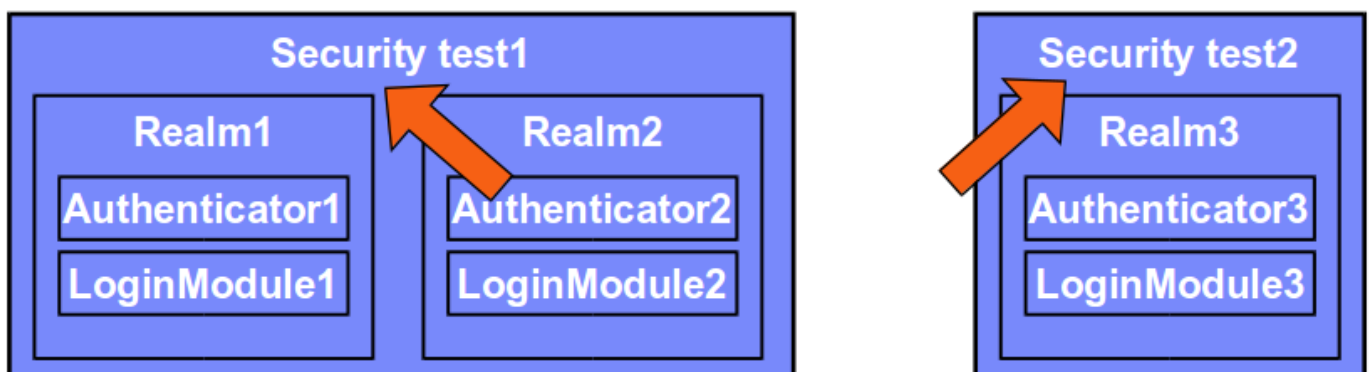 Security test1
Realm1
Authenticator1
LoginModule1
Realm2
Authenticator2
LoginModule2
Security test2
Realm3
Authenticator3
LoginModule3